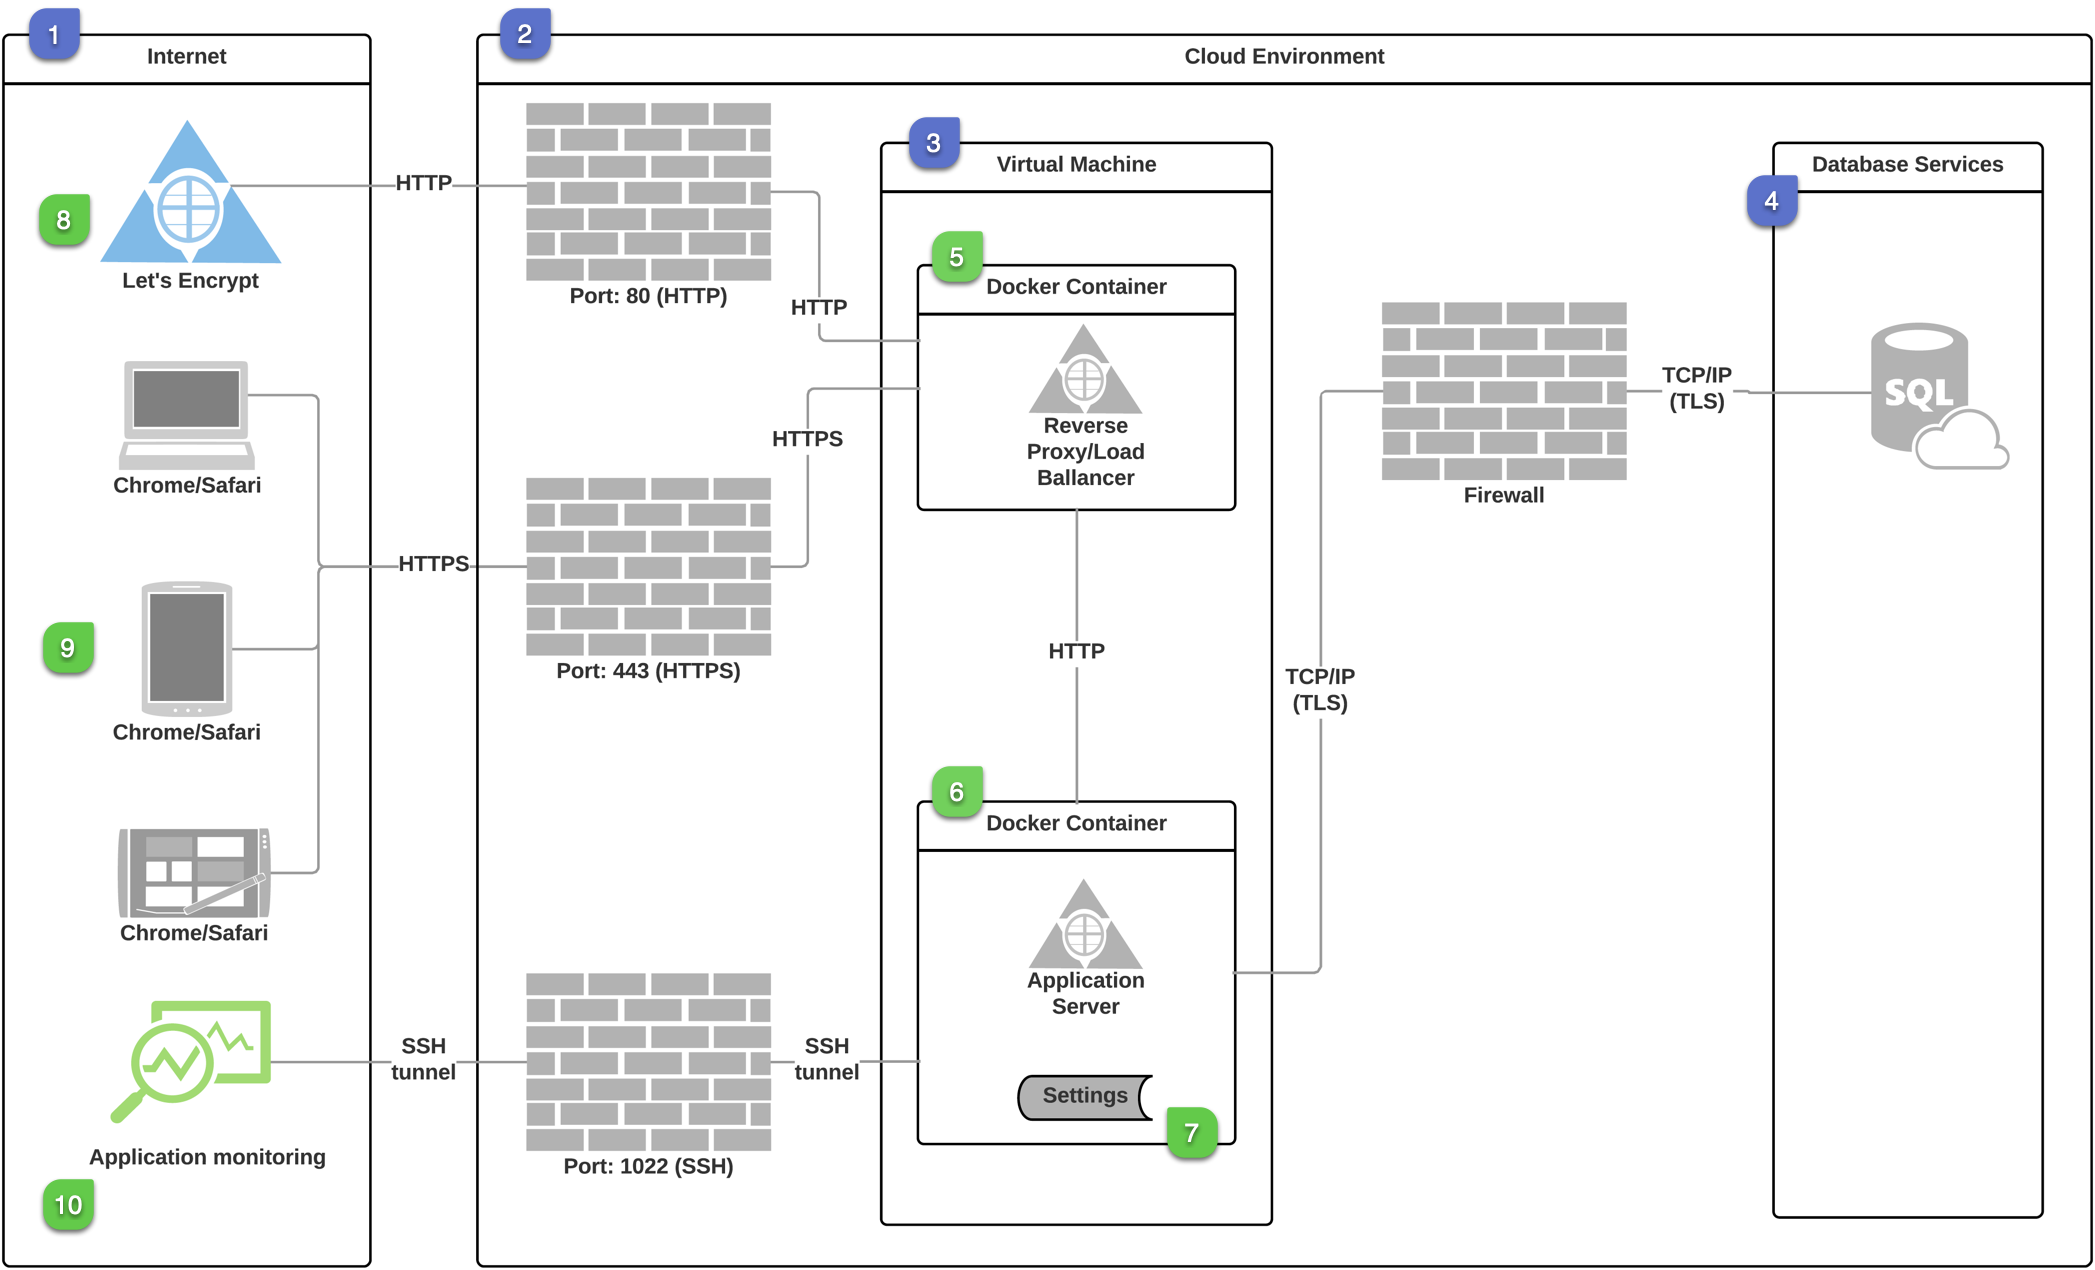 1
Internet
8
Let's Encrypt
Chrome/Safari
9
Chrome/Safari
Chrome/Safari
Application monitoring
10
HTTP
HTTPS
SSH
tunnel
2
Cloud Environment
Port: 80 (HTTP)
HTTP
HTTPS
Port: 443 (HTTPS)
SSH
tunnel
Port: 1022 (SSH)
3
Virtual Machine
5
Docker Container
Reverse
Proxy/Load
Ballancer
HTTP
6
Docker Container
Application
Server
Settings
7
TCP/IP
(TLS)
Firewall
TCP/IP
(TLS)
4
Database Services
SQL